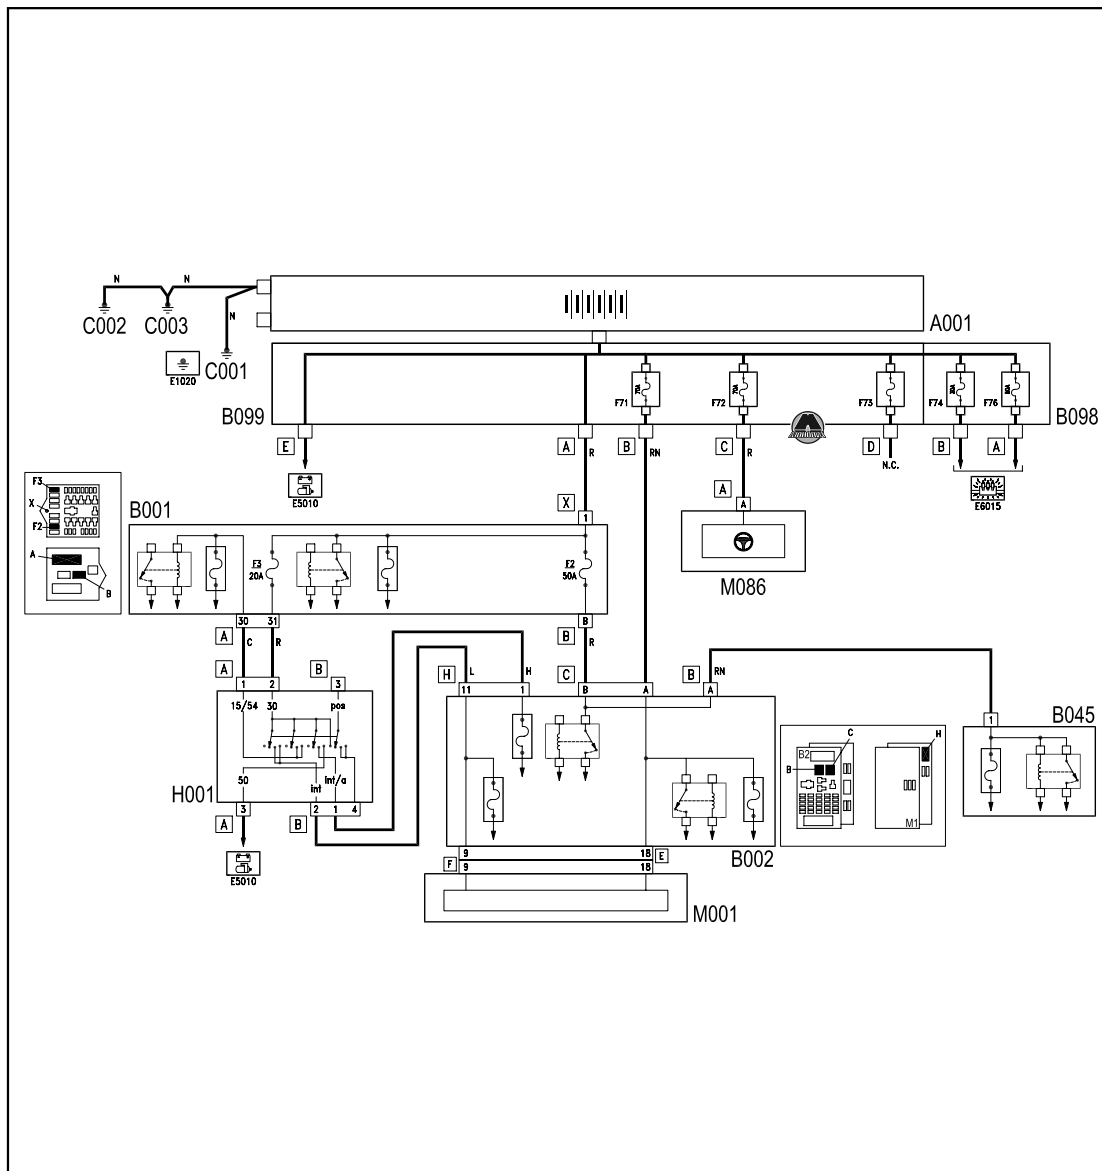 N
N
C002
C003
N
A001
E1020
C001
B099
70A
F71
70A
F72
F73
F74
F76
B098
E
A
R
B
RN
C
R
D
N.C.
B
A
E5010
E6015
F3
X
F2
A
B
B001
X
1
A
A
M086
F3
20A
F2
50A
30
31
B
A
C
R
B
R
A
B
H
L
H
C
B
RN
1
2
3
11
1
B
A
A
15/54
30
pos
50
int
int/a
H001
3
2
1
4
A
B
E5010
B2
C
B
H
M1
1
B045
9
18
E
F
9
18
B002
M001